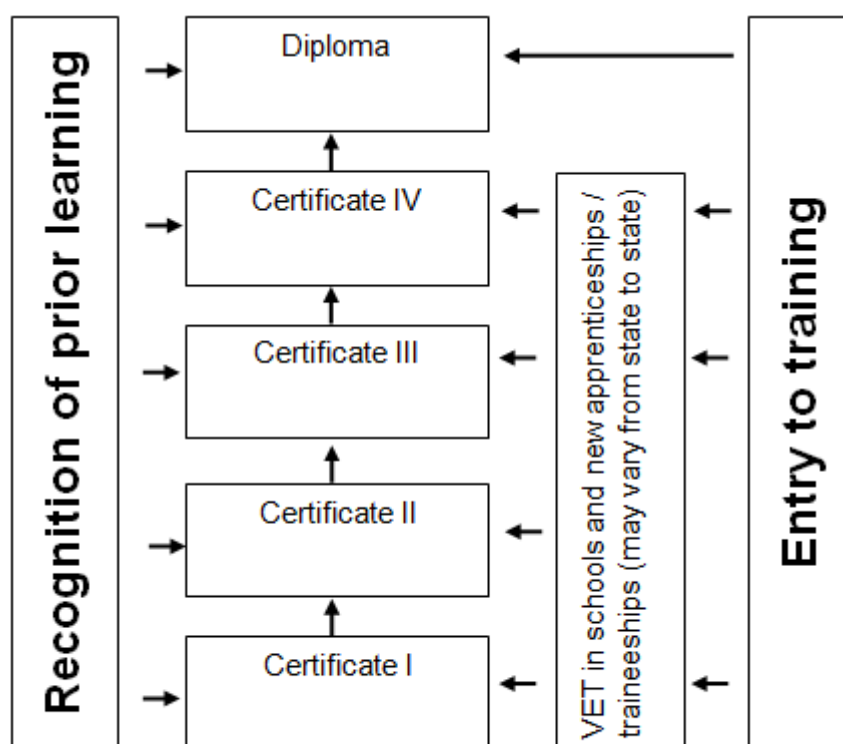 Recognition of prior learning
Diploma
Certificate IV
Certificate III
Certificate II
Certificate I
VET in schools and new apprenticeships /
traineeships (may vary from state to state)
Entry to training